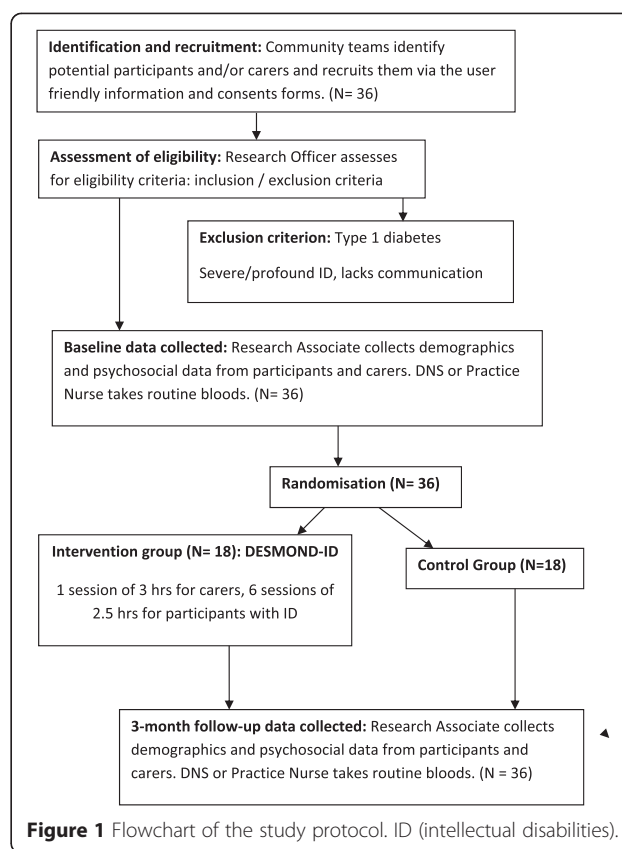 Identification and recruitment: Community teams identify
potential participants and/or carers and recruits them via the user
friendly information and consents forms. (N= 36)
Assessment of eligibility: Research Officer assesses
for eligibility criteria: inclusion / exclusion criteria
Exclusion criterion: Type 1 diabetes
Severe/profound ID, lacks communication
Baseline data collected: Research Associate collects demographics
and psychosocial data from participants and carers. DNS or Practice
Nurse takes routine bloods. (N= 36)
Randomisation (N= 36)
Intervention group (N= 18): DESMOND-ID
1 session of 3 hrs for carers, 6 sessions of
2.5 hrs for participants with ID
Control Group (N=18)
3-month follow-up data collected: Research Associate collects
demographics and psychosocial data from participants and
carers. DNS or Practice Nurse takes routine bloods. (N = 36)
Figure 1 Flowchart of the study protocol. ID (intellectual disabilities).